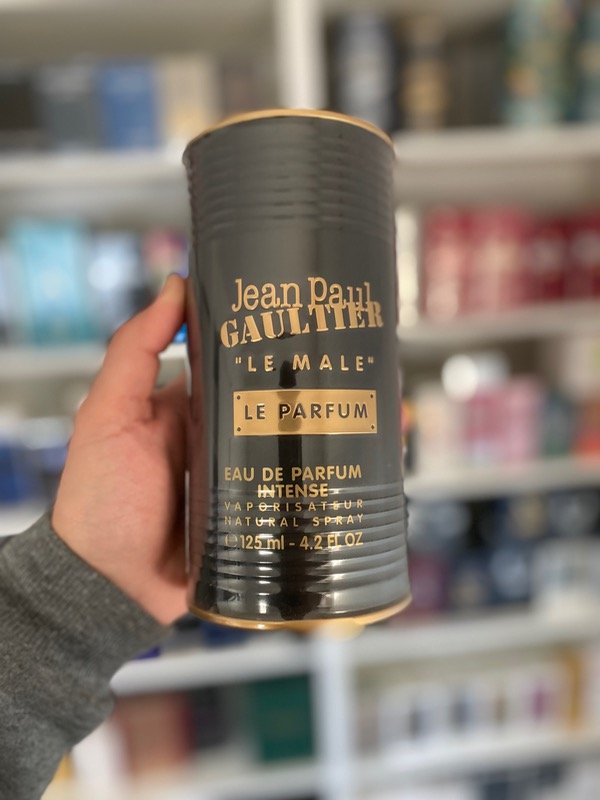 Jean Paul
GAULTIER
"LE MALE"
LE PARFUM
EAU DE PARFUM
INTENSE
VAPORISATEUR
NATURAL SPRAY
℮ 125 ml - 4.2 Fl. OZ